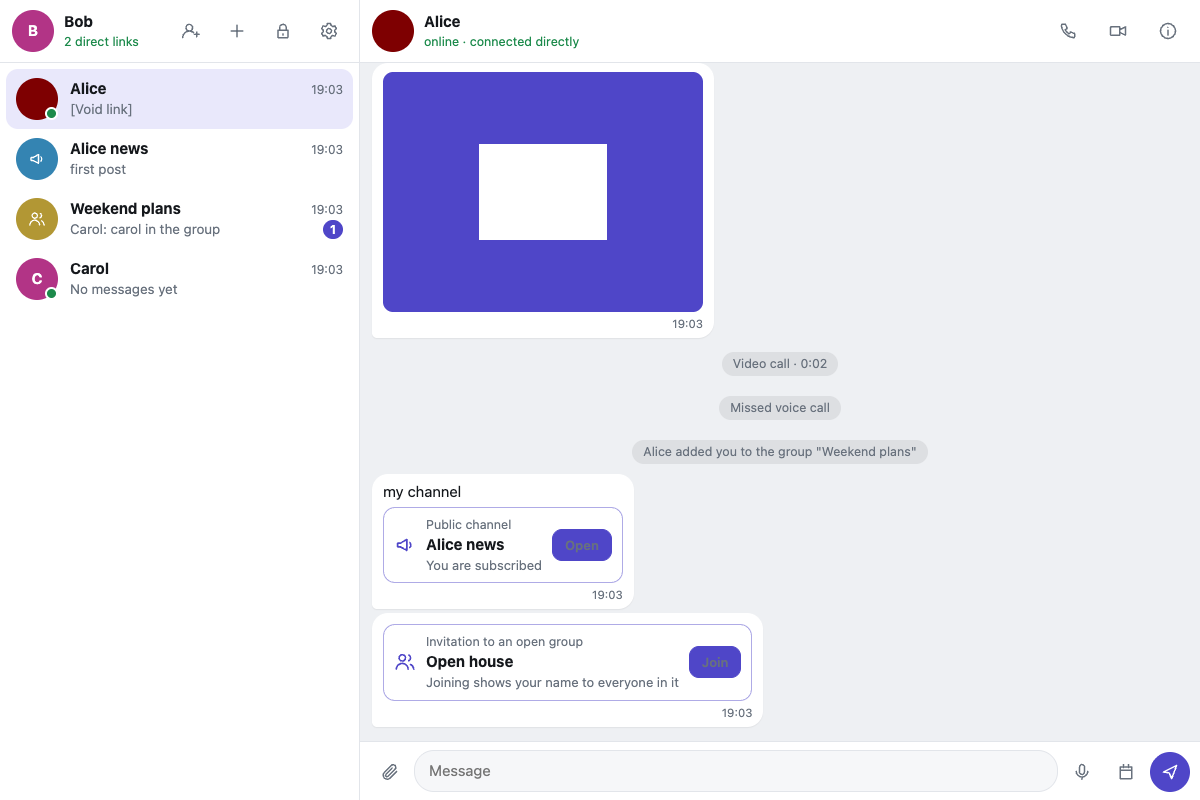 B
Bob
2 direct links
Alice
19:03
[Void link]
Alice news
19:03
first post
Weekend plans
19:03
Carol: carol in the group
1
C
Carol
19:03
No messages yet
Alice
online · connected directly
19:03
Video call · 0:02
Missed voice call
Alice added you to the group "Weekend plans"
my channel
Public channel
Alice news
You are subscribed
Open
19:03
Invitation to an open group
Open house
Joining shows your name to everyone in it
Join
19:03
Message